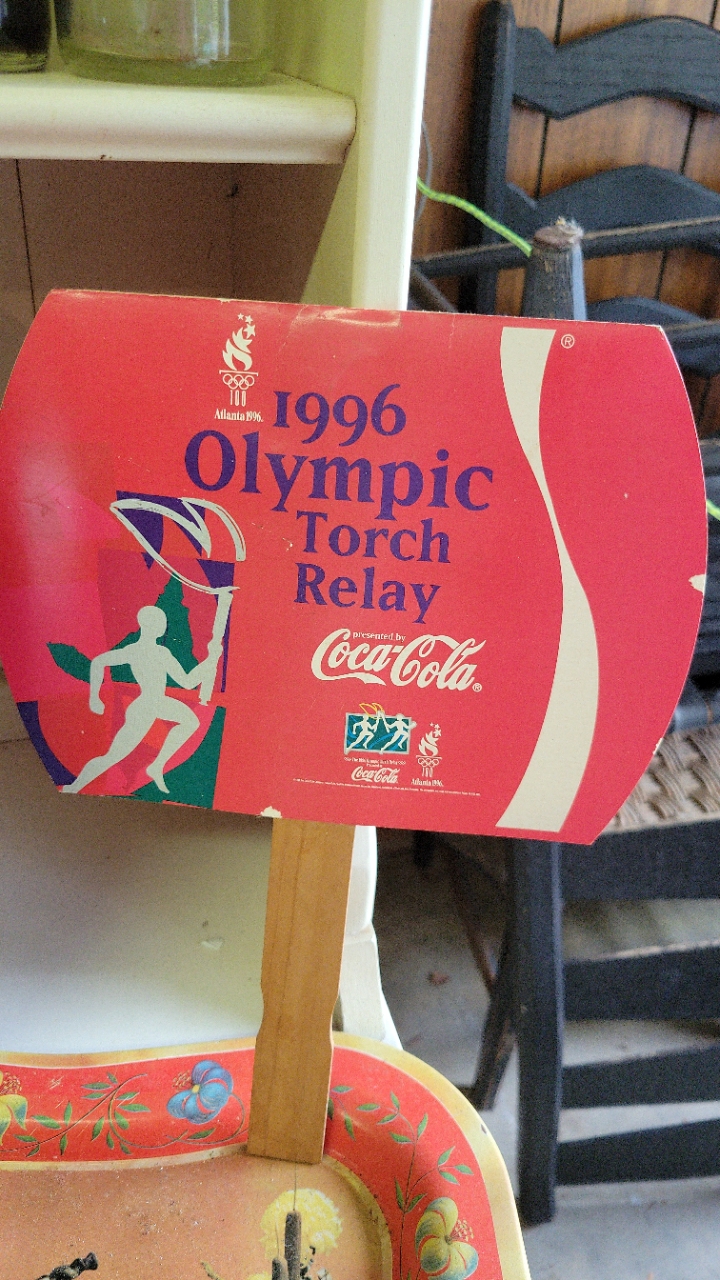 Atlanta 1996.
1996
Olympic
Torch
Relay
presented by
Coca-Cola®
Coca-Cola
Atlanta 1996.
®